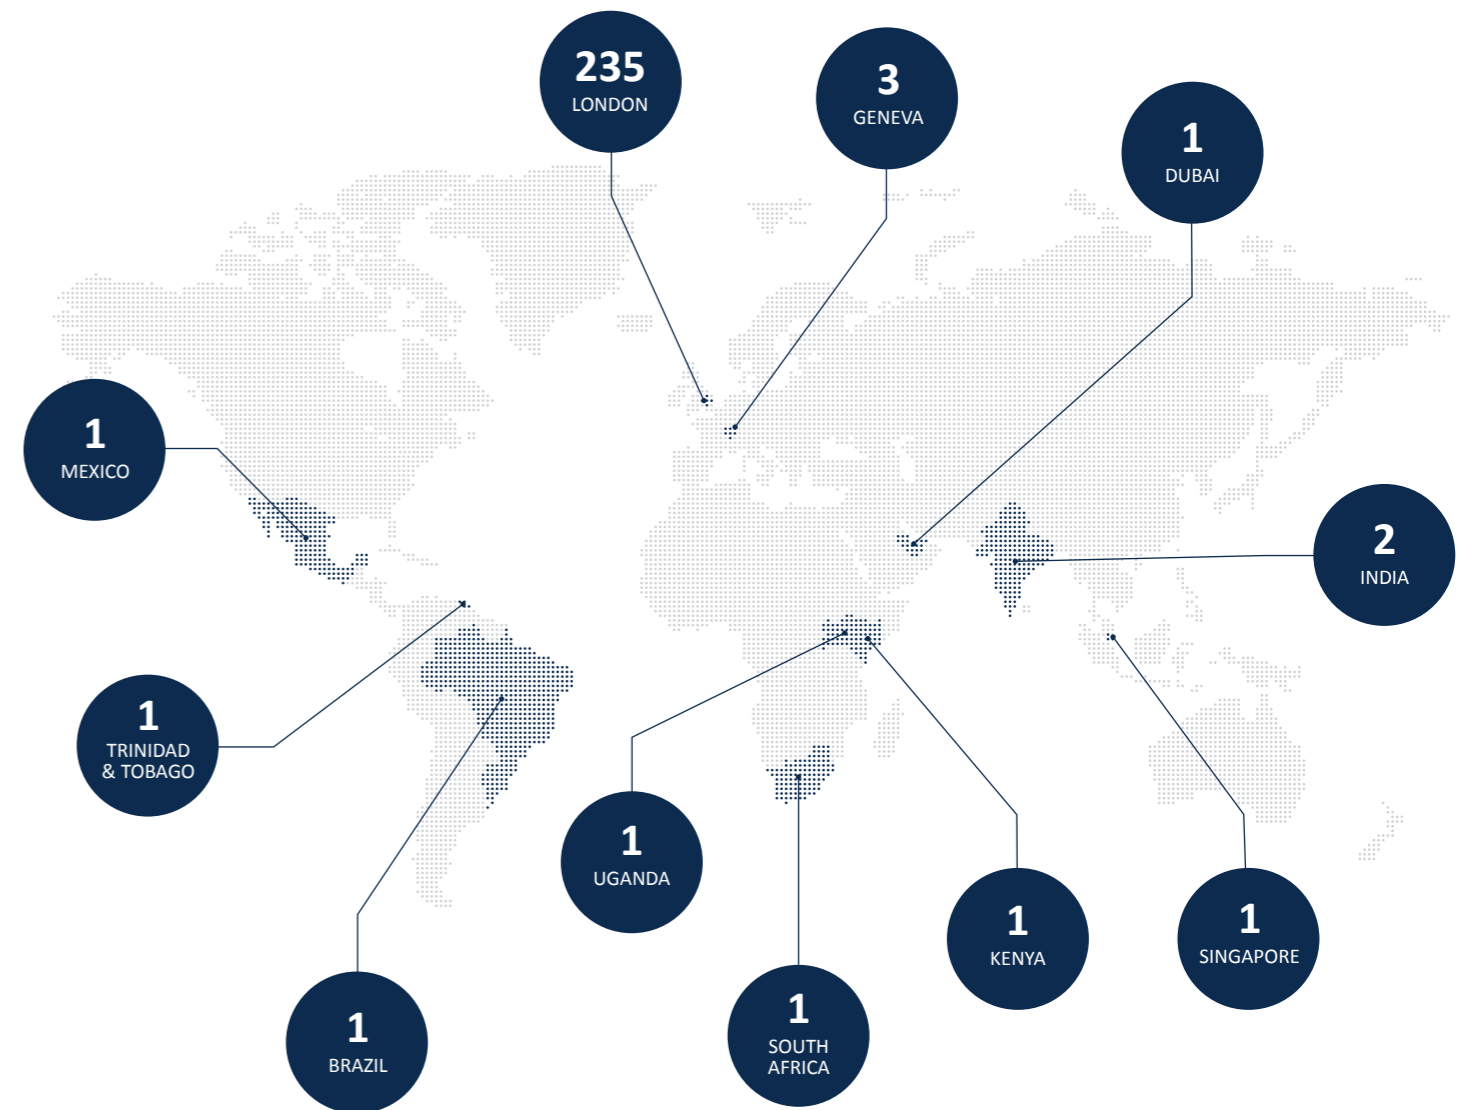 235
LONDON
3
GENEVA
1
DUBAI
1
MEXICO
2
INDIA
1
TRINIDAD
& TOBAGO
1
UGANDA
1
KENYA
1
SINGAPORE
1
BRAZIL
1
SOUTH
AFRICA